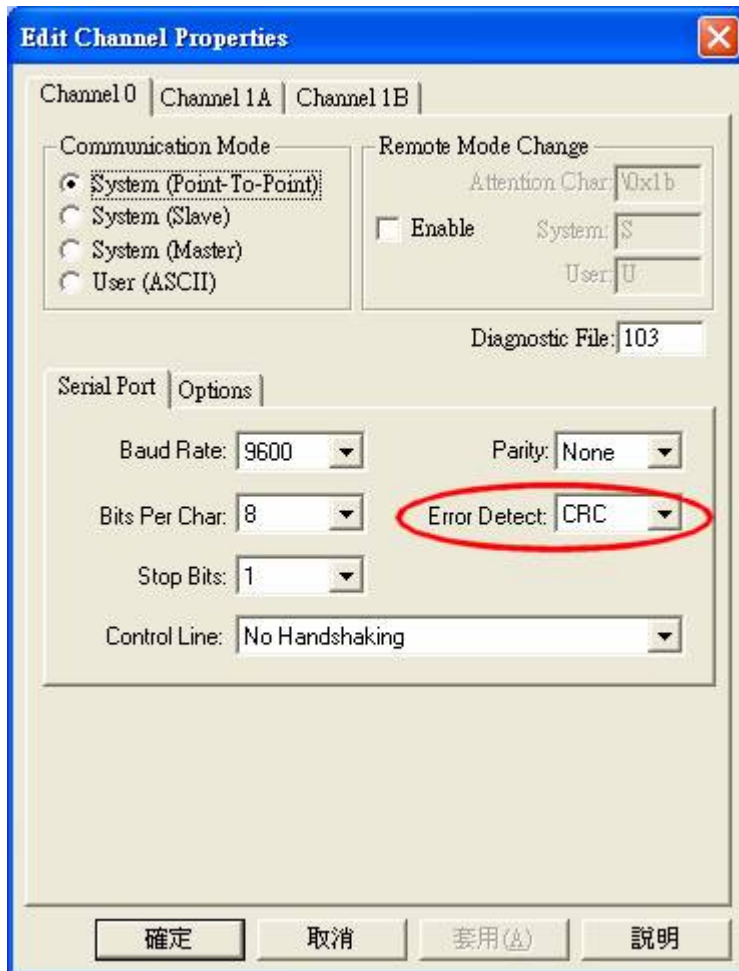 Edit Channel Properties
Channel 0 Channel 1A Channel 1B
Communication Mode
System (Point-To-Point)
System (Slave)
System (Master)
User (ASCII)
Remote Mode Change
Attention Char: \0x1b
Enable
System: S
User: U
Diagnostic File: 103
Serial Port Options
Baud Rate: 9600
Parity: None
Bits Per Char: 8
Error Detect: CRC
Stop Bits: 1
Control Line: No Handshaking
確定 取消 套用(A) 說明